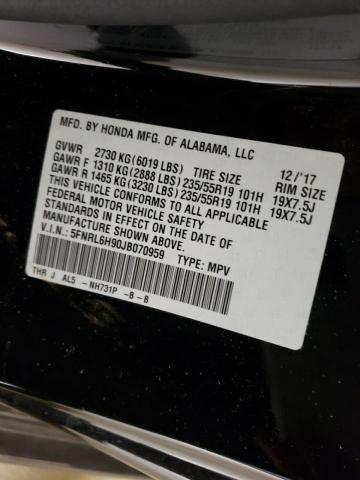 MFD. BY HONDA MFG. OF ALABAMA, LLC 12/'17
GVWR 2730 KG (6019 LBS) TIRE SIZE RIM SIZE
GAWR F 1310 KG (2888 LBS) 235/55R19 101H 19X7.5J
GAWR R 1465 KG (3230 LBS) 235/55R19 101H 19X7.5J
THIS VEHICLE CONFORMS TO ALL APPLICABLE
FEDERAL MOTOR VEHICLE SAFETY
STANDARDS IN EFFECT ON THE DATE OF
MANUFACTURE SHOWN ABOVE.
5FNRL6H90JB070959 TYPE: MPV
THR J AL5 - NH731P - B - B